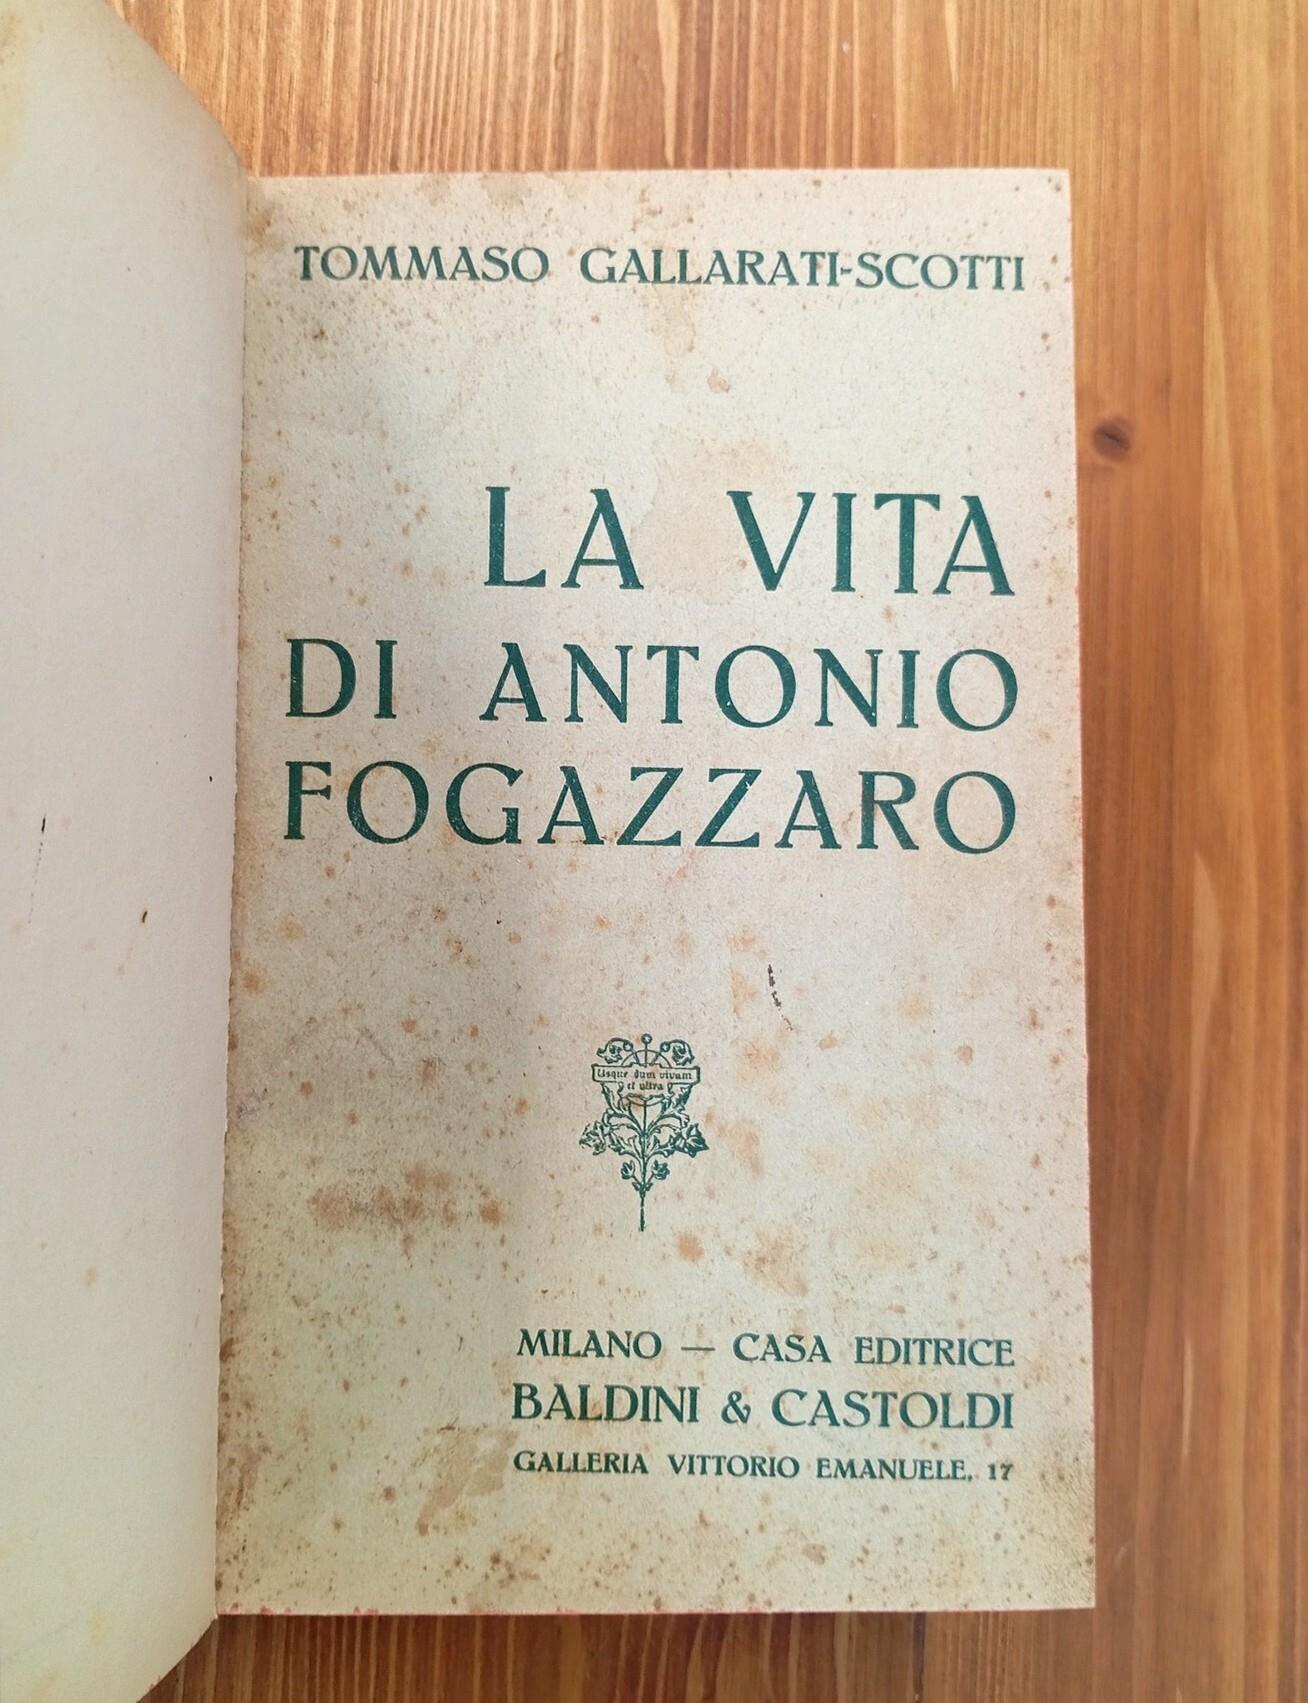 TOMMASO GALLARATI-SCOTTI
LA VITA
DI ANTONIO
FOGAZZARO
Usque dum vivam
et ultra
MILANO — CASA EDITRICE
BALDINI & CASTOLDI
GALLERIA VITTORIO EMANUELE, 17